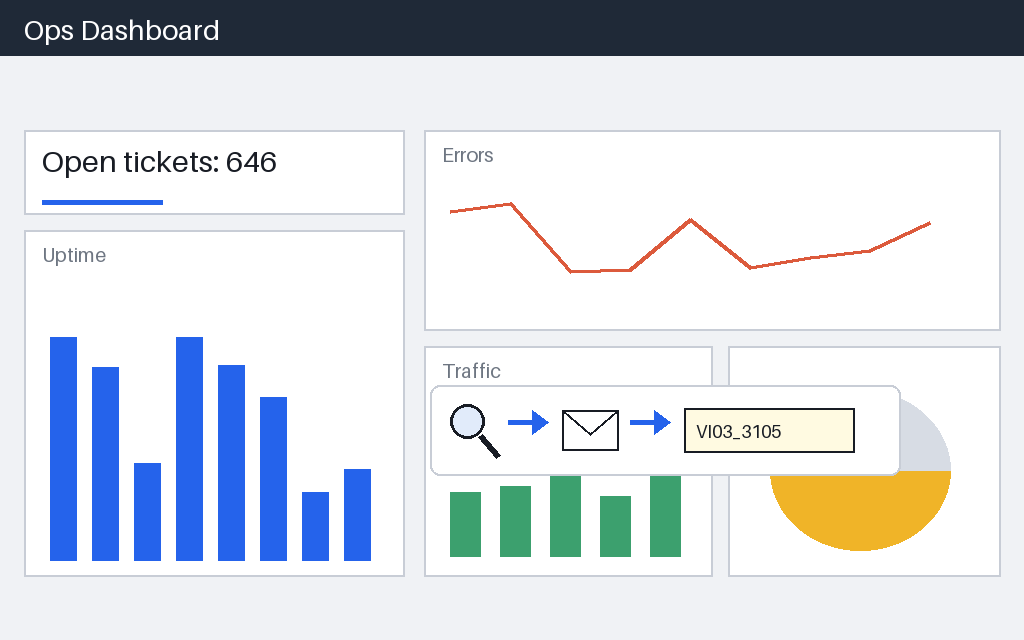 Ops Dashboard
Open tickets: 646
Errors
Uptime
Traffic
VI03_3105